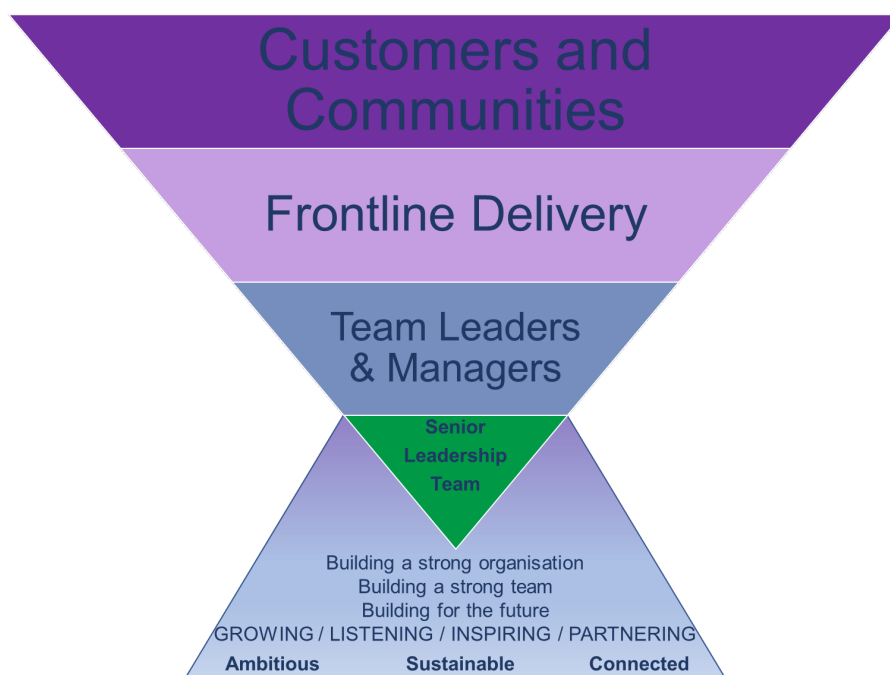 Customers and
Communities
Frontline Delivery
Team Leaders
& Managers
Senior
Leadership
Team
Building a strong organisation
Building a strong team
Building for the future
GROWING / LISTENING / INSPIRING / PARTNERING
Ambitious Sustainable Connected